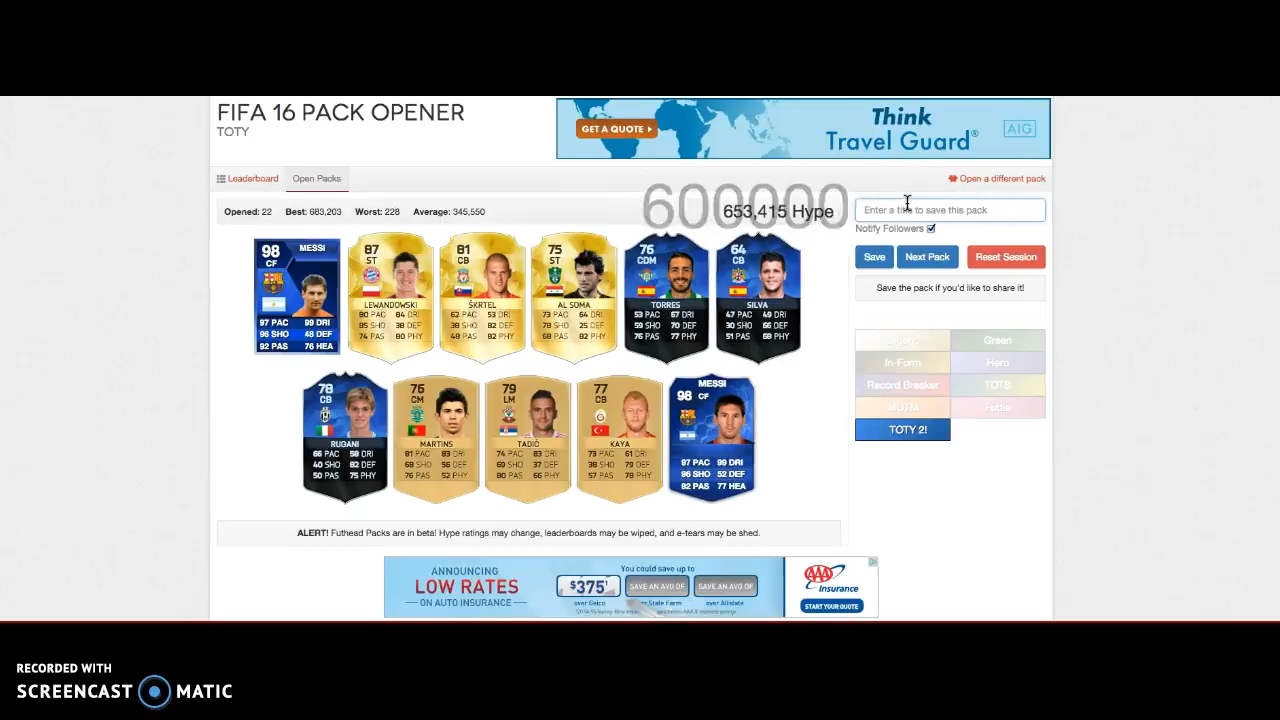 FIFA 16 PACK OPENER
TOTY
GET A QUOTE
Think
Travel Guard®
AIG
Leaderboard
Open Packs
Open a different pack
Opened: 22 Best: 683,203 Worst: 228 Average: 345,550
600000
653,415 Hype
Enter a title to save this pack
Notify Followers
Save
Next Pack
Reset Session
Save the pack if you'd like to share it!
Green
In-Form
Hero
Record Breaker
TOTS
MOTM
Futtie
TOTY 2!
98 MESSI
CF
97 PAC 99 DRI
96 SHO 48 DEF
92 PAS 76 HEA
87
ST
LEWANDOWSKI
80 PAC 84 DRI
85 SHO 38 DEF
74 PAS 80 PHY
81
CB
ŠKRTEL
62 PAC 53 DRI
38 SHO 82 DEF
49 PAS 82 PHY
75
ST
AL SOMA
73 PAC 64 DRI
78 SHO 25 DEF
68 PAS 82 PHY
76
CDM
TORRES
53 PAC 67 DRI
59 SHO 70 DEF
76 PAS 77 PHY
64
CB
SILVA
47 PAC 49 DRI
30 SHO 66 DEF
51 PAS 68 PHY
78
CB
RUGANI
66 PAC 58 DRI
40 SHO 82 DEF
50 PAS 75 PHY
76
CM
MARTINS
81 PAC 83 DRI
68 SHO 56 DEF
76 PAS 52 PHY
79
LM
TADIĆ
74 PAC 83 DRI
69 SHO 37 DEF
80 PAS 66 PHY
77
CB
KAYA
73 PAC 61 DRI
38 SHO 79 DEF
57 PAS 78 PHY
MESSI
98 CF
97 PAC 99 DRI
96 SHO 52 DEF
92 PAS 77 HEA
ALERT! Futhead Packs are in beta! Hype ratings may change, leaderboards may be wiped, and e-tears may be shed.
ANNOUNCING
LOW RATES
ON AUTO INSURANCE
You could save up to
$375
SAVE AN AVG OF
SAVE AN AVG OF
over Geico
over State Farm
over Allstate
AAA
Insurance
START YOUR QUOTE
RECORDED WITH
SCREENCAST MATIC